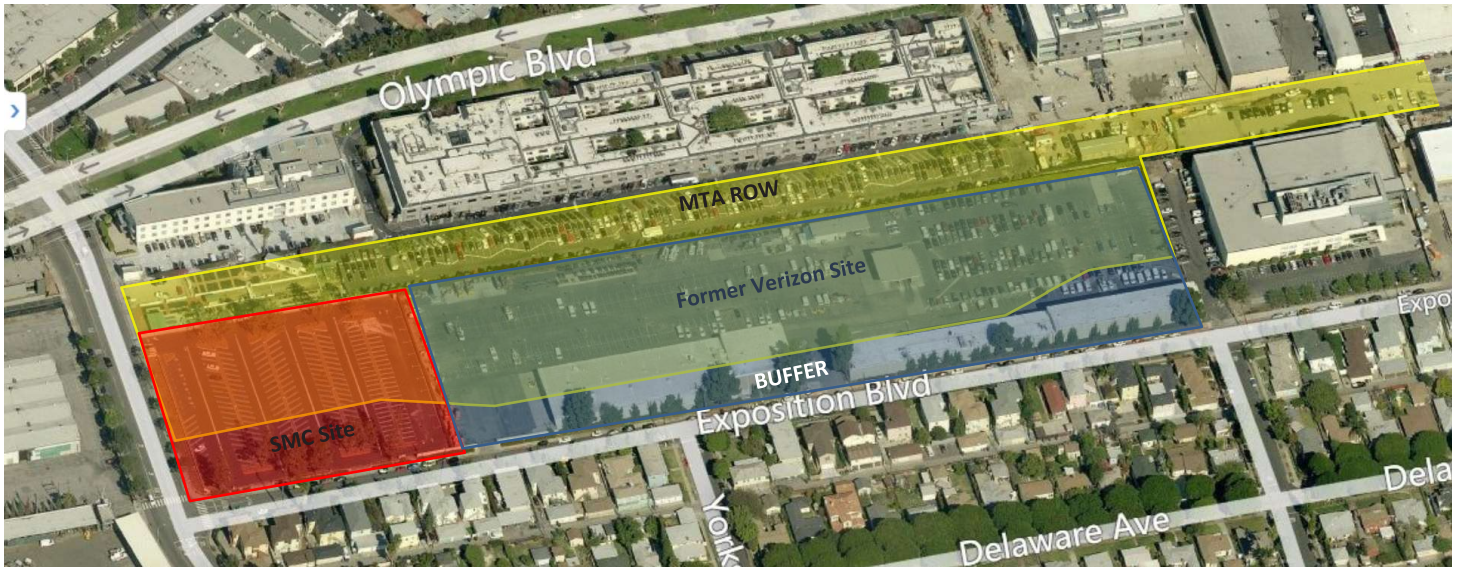 Olympic Blvd
MTA ROW
Former Verizon Site
Expo
BUFFER
SMC Site
Exposition Blvd
Dela
York
Delaware Ave